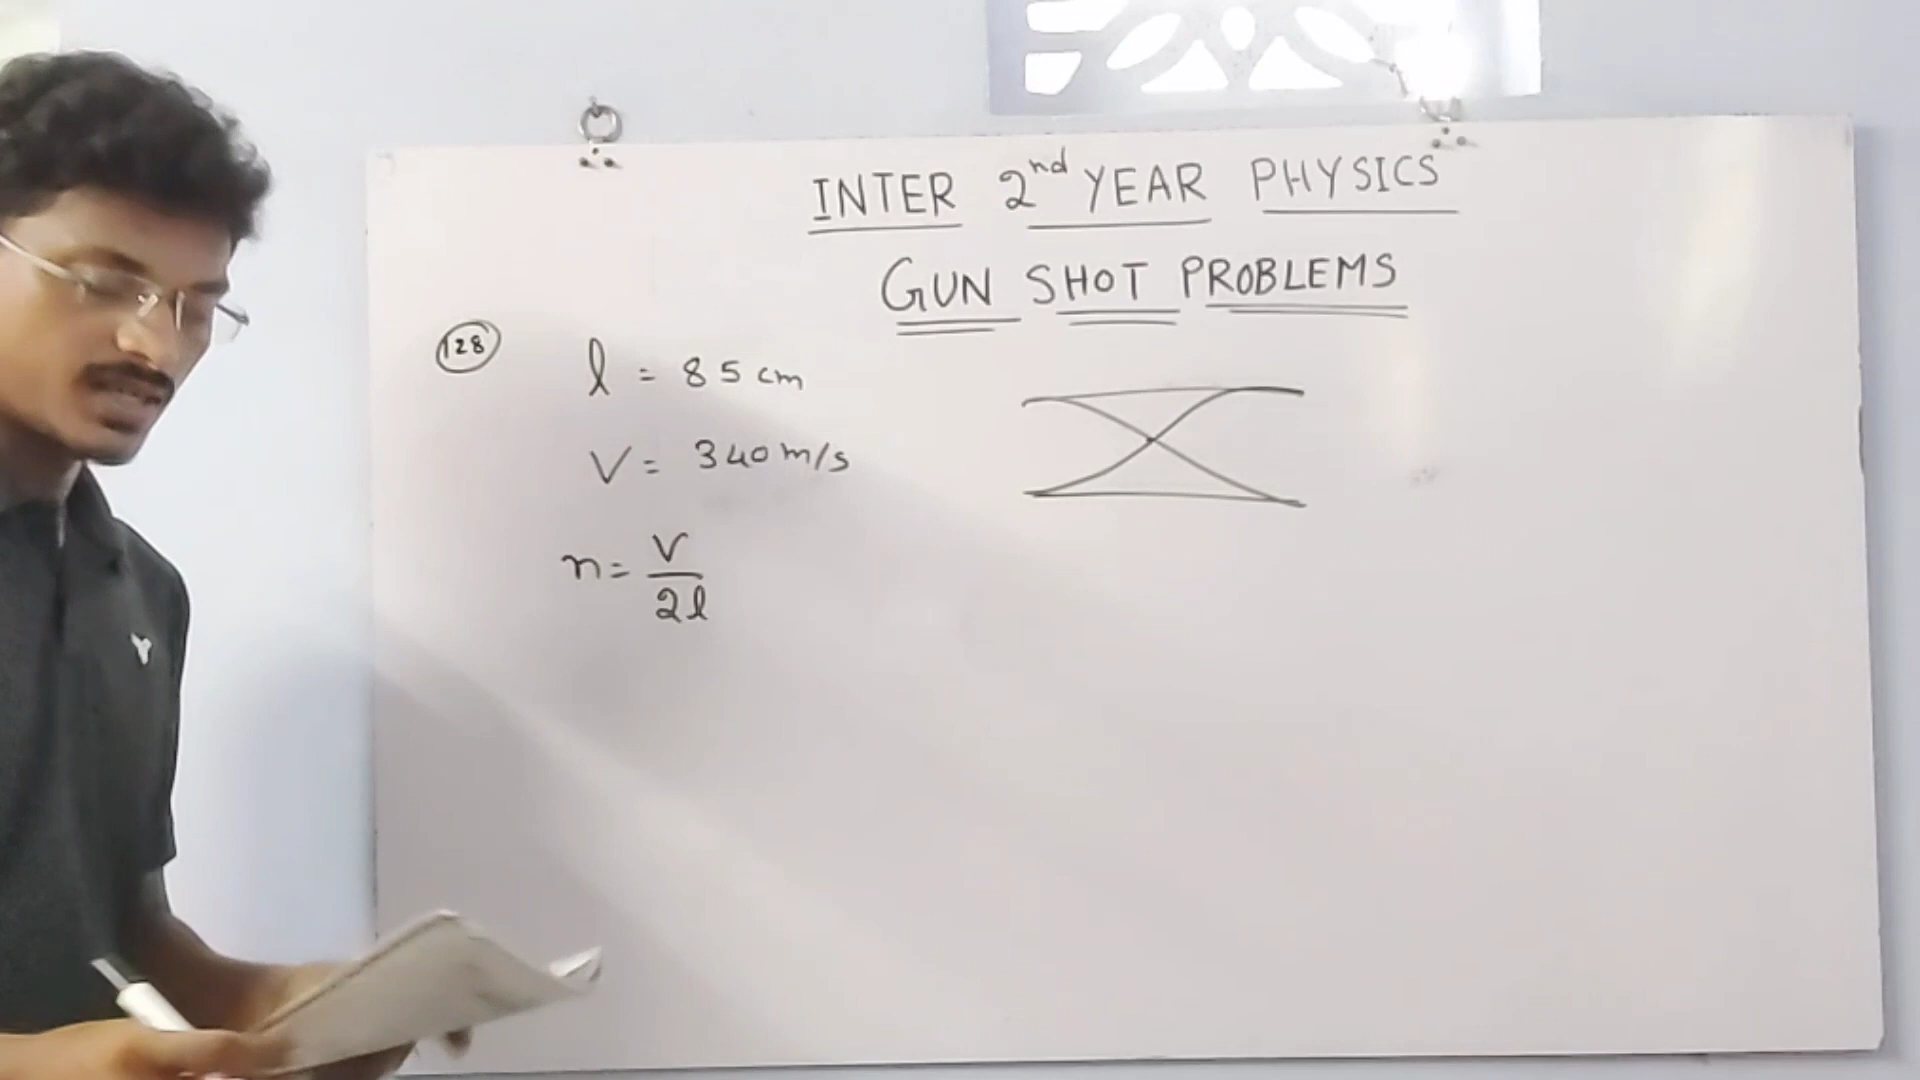 INTER 2nd YEAR PHYSICS
GUN SHOT PROBLEMS
128
l = 85 cm
V = 340 m/s
n = V / 2l